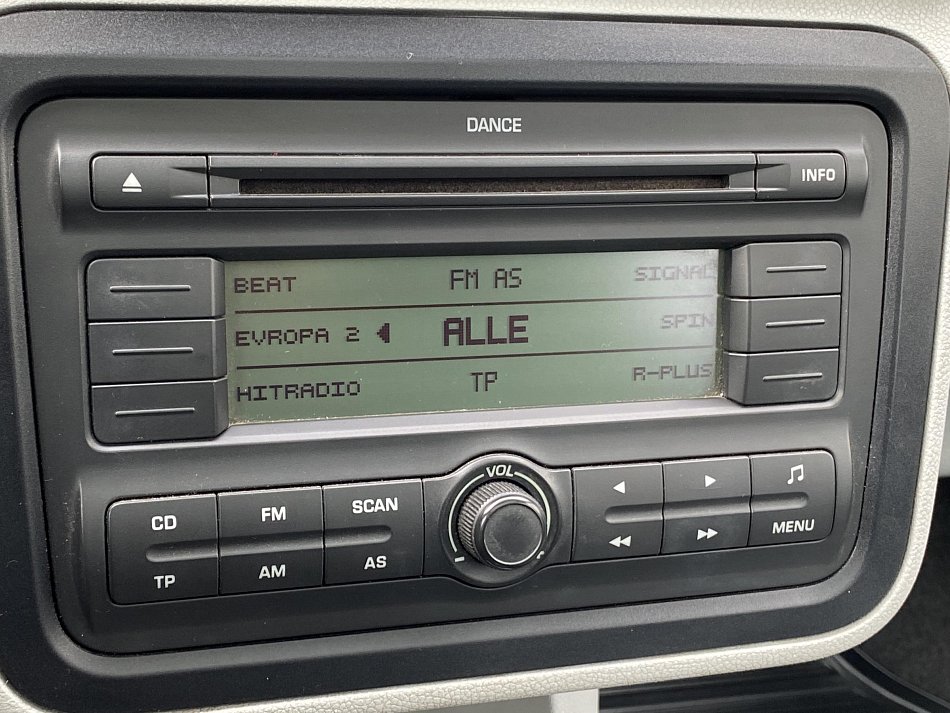 DANCE
INFO
BEAT FM AS SIGNAL
EVROPA 2 ALLE SPIN
HITRADIO TP R-PLUS
VOL
CD FM SCAN
TP AM AS MENU